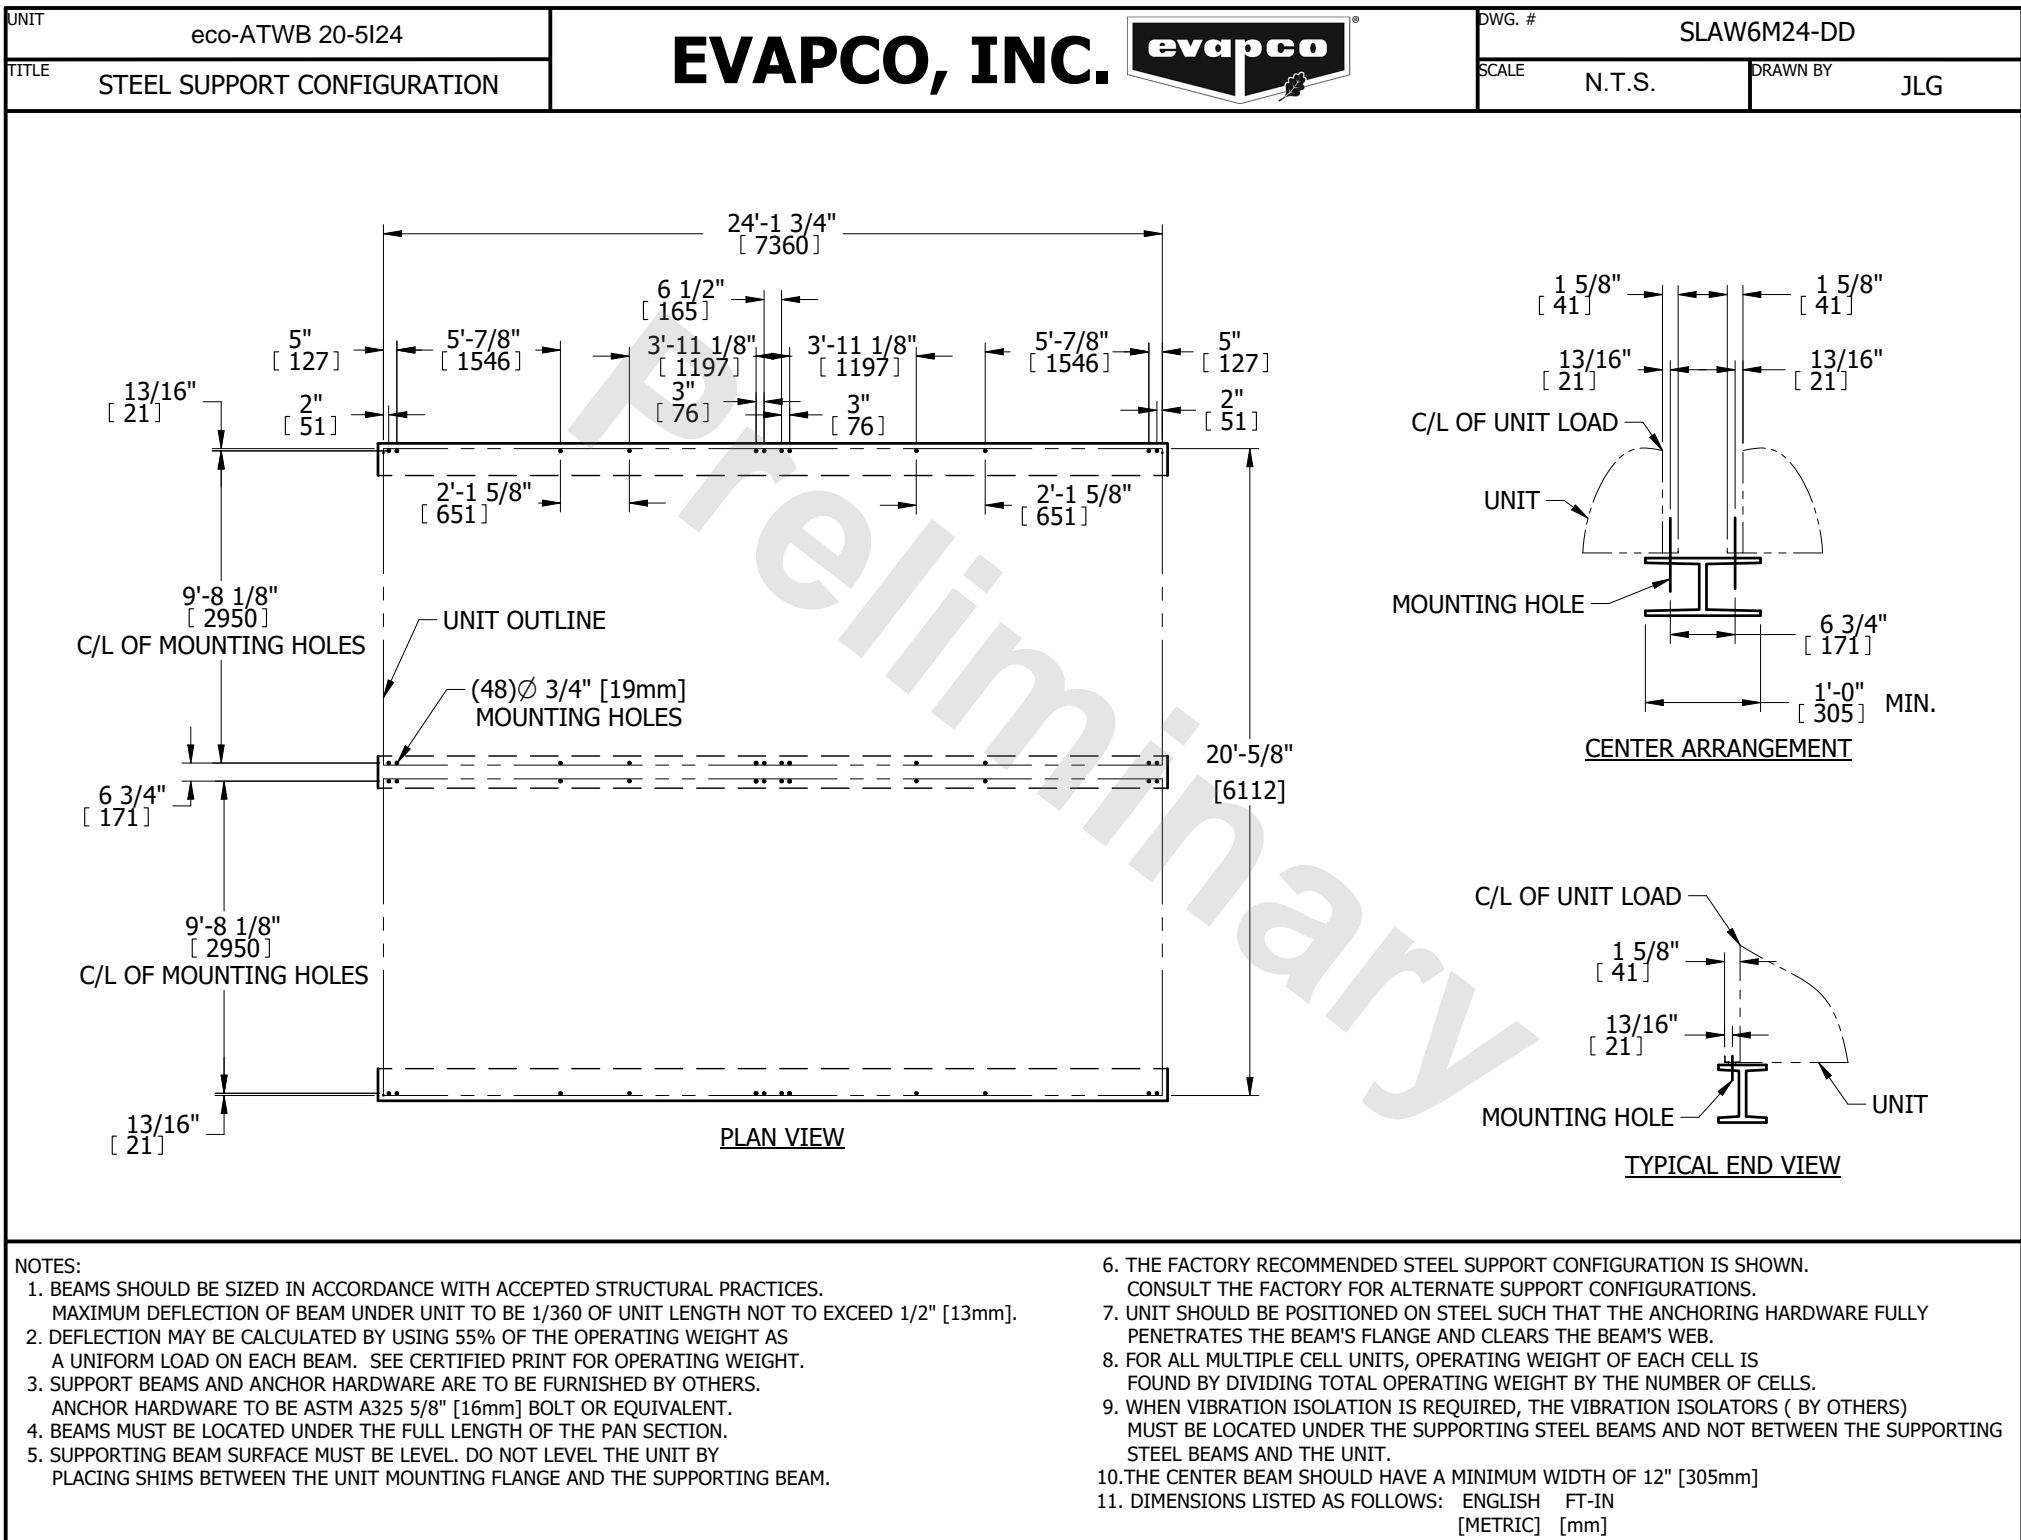 UNIT
eco-ATWB 20-5I24
TITLE
STEEL SUPPORT CONFIGURATION
EVAPCO, INC.
evapco®
DWG. #
SLAW6M24-DD
SCALE
N.T.S.
DRAWN BY
JLG
24'-1 3/4"
[ 7360]
6 1/2"
[ 165]
5"
[ 127]
5'-7/8"
[ 1546]
3'-11 1/8"
[ 1197]
3'-11 1/8"
[ 1197]
5'-7/8"
[ 1546]
5"
[ 127]
13/16"
[ 21]
2"
[ 51]
3"
[ 76]
3"
[ 76]
2"
[ 51]
2'-1 5/8"
[ 651]
2'-1 5/8"
[ 651]
9'-8 1/8"
[ 2950]
C/L OF MOUNTING HOLES
UNIT OUTLINE
(48)Ø 3/4" [19mm]
MOUNTING HOLES
6 3/4"
[ 171]
20'-5/8"
[6112]
9'-8 1/8"
[ 2950]
C/L OF MOUNTING HOLES
13/16"
[ 21]
PLAN VIEW
Preliminary
1 5/8"
[ 41]
1 5/8"
[ 41]
13/16"
[ 21]
13/16"
[ 21]
C/L OF UNIT LOAD
UNIT
MOUNTING HOLE
6 3/4"
[ 171]
1'-0"
[ 305] MIN.
CENTER ARRANGEMENT
C/L OF UNIT LOAD
1 5/8"
[ 41]
13/16"
[ 21]
MOUNTING HOLE
UNIT
TYPICAL END VIEW
NOTES:
1. BEAMS SHOULD BE SIZED IN ACCORDANCE WITH ACCEPTED STRUCTURAL PRACTICES.
MAXIMUM DEFLECTION OF BEAM UNDER UNIT TO BE 1/360 OF UNIT LENGTH NOT TO EXCEED 1/2" [13mm].
2. DEFLECTION MAY BE CALCULATED BY USING 55% OF THE OPERATING WEIGHT AS
A UNIFORM LOAD ON EACH BEAM. SEE CERTIFIED PRINT FOR OPERATING WEIGHT.
3. SUPPORT BEAMS AND ANCHOR HARDWARE ARE TO BE FURNISHED BY OTHERS.
ANCHOR HARDWARE TO BE ASTM A325 5/8" [16mm] BOLT OR EQUIVALENT.
4. BEAMS MUST BE LOCATED UNDER THE FULL LENGTH OF THE PAN SECTION.
5. SUPPORTING BEAM SURFACE MUST BE LEVEL. DO NOT LEVEL THE UNIT BY
PLACING SHIMS BETWEEN THE UNIT MOUNTING FLANGE AND THE SUPPORTING BEAM.
6. THE FACTORY RECOMMENDED STEEL SUPPORT CONFIGURATION IS SHOWN.
CONSULT THE FACTORY FOR ALTERNATE SUPPORT CONFIGURATIONS.
7. UNIT SHOULD BE POSITIONED ON STEEL SUCH THAT THE ANCHORING HARDWARE FULLY
PENETRATES THE BEAM'S FLANGE AND CLEARS THE BEAM'S WEB.
8. FOR ALL MULTIPLE CELL UNITS, OPERATING WEIGHT OF EACH CELL IS
FOUND BY DIVIDING TOTAL OPERATING WEIGHT BY THE NUMBER OF CELLS.
9. WHEN VIBRATION ISOLATION IS REQUIRED, THE VIBRATION ISOLATORS ( BY OTHERS)
MUST BE LOCATED UNDER THE SUPPORTING STEEL BEAMS AND NOT BETWEEN THE SUPPORTING
STEEL BEAMS AND THE UNIT.
10.THE CENTER BEAM SHOULD HAVE A MINIMUM WIDTH OF 12" [305mm]
11. DIMENSIONS LISTED AS FOLLOWS: ENGLISH FT-IN
[METRIC] [mm]